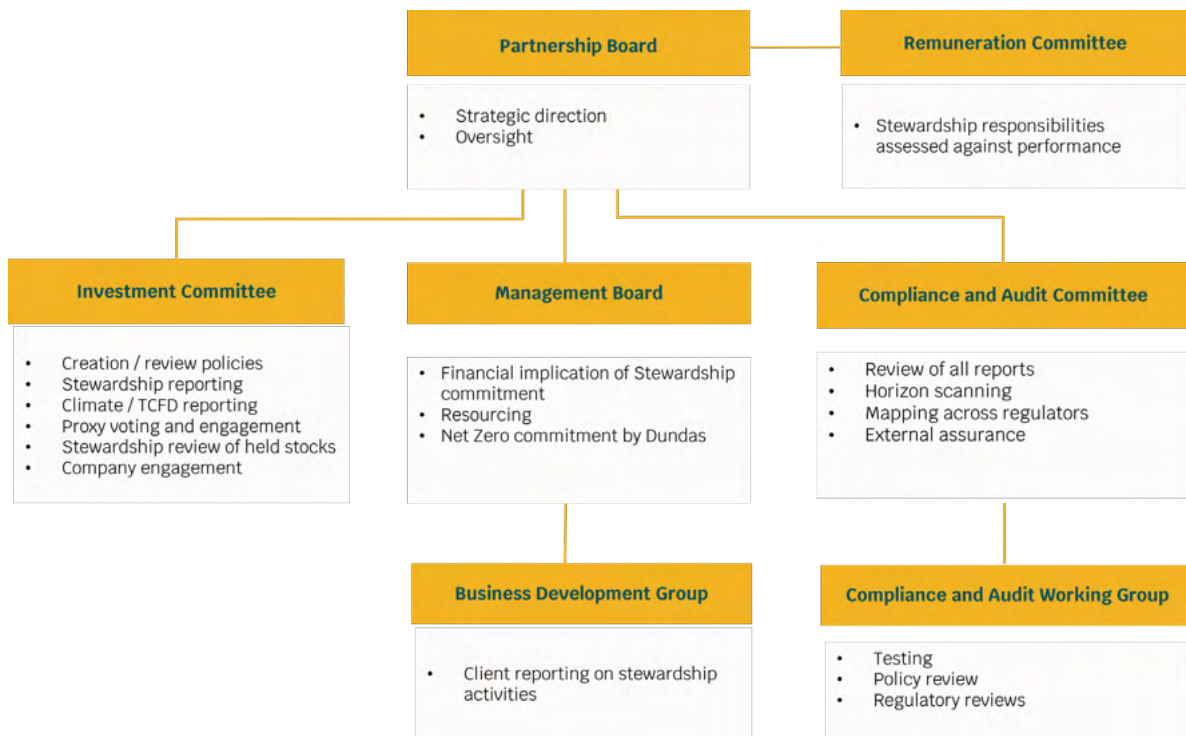 Partnership Board
Remuneration Committee
• Strategic direction
• Oversight
• Stewardship responsibilities
assessed against performance
Investment Committee
Management Board
Compliance and Audit Committee
• Creation / review policies
• Stewardship reporting
• Climate / TCFD reporting
• Proxy voting and engagement
• Stewardship review of held stocks
• Company engagement
• Financial implication of Stewardship
commitment
• Resourcing
• Net Zero commitment by Dundas
• Review of all reports
• Horizon scanning
• Mapping across regulators
• External assurance
Business Development Group
Compliance and Audit Working Group
• Client reporting on stewardship
activities
• Testing
• Policy review
• Regulatory reviews